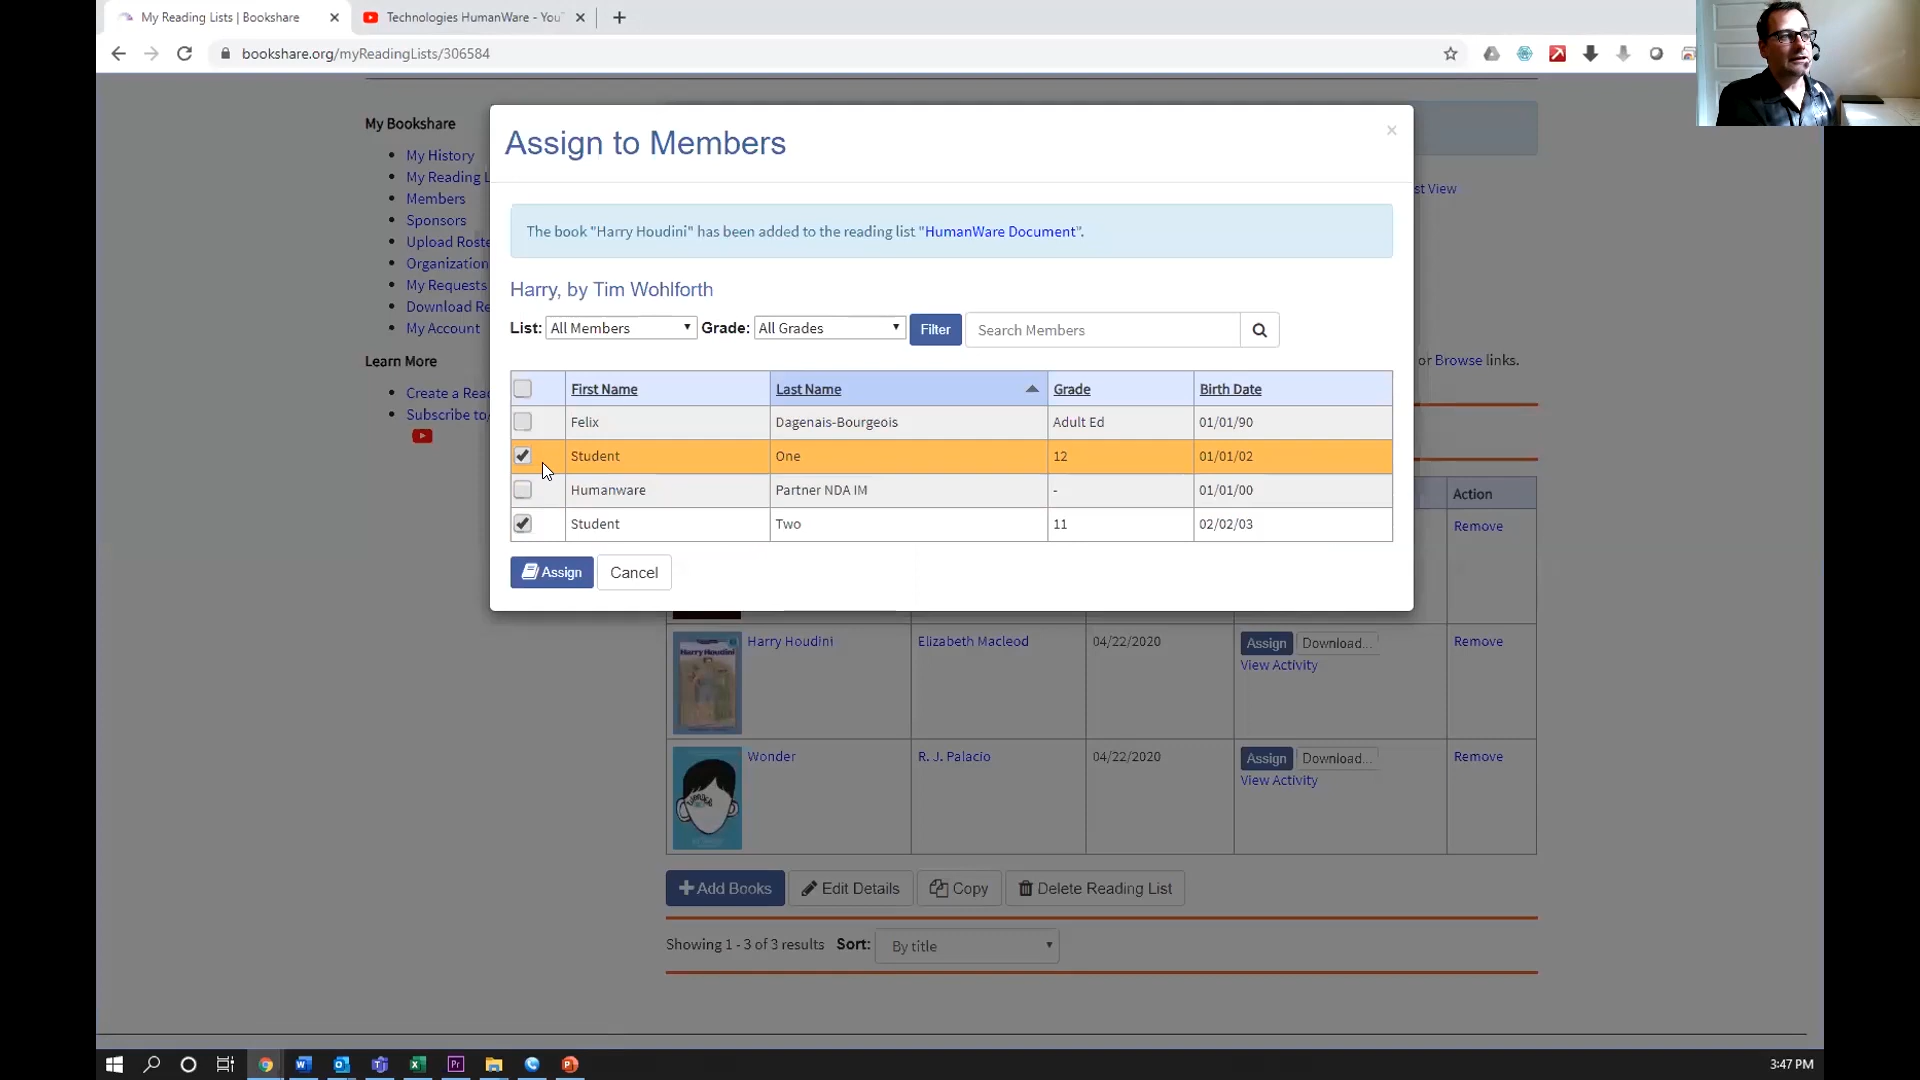 My Reading Lists | Bookshare
Technologies HumanWare - You
bookshare.org/myReadingLists/306584
My Bookshare
My History
My Reading L
Members
Sponsors
Upload Roste
Organization
My Requests
Download Re
My Account
Learn More
Create a Read
Subscribe to
Assign to Members
×
The book "Harry Houdini" has been added to the reading list "HumanWare Document".
Harry, by Tim Wohlforth
List: All Members Grade: All Grades Filter Search Members
First Name Last Name Grade Birth Date
Felix Dagenais-Bourgeois Adult Ed 01/01/90
Student One 12 01/01/02
Humanware Partner NDA IM - 01/01/00
Student Two 11 02/02/03
Assign Cancel
st View
or Browse links.
Action
Remove
Harry Houdini Elizabeth Macleod 04/22/2020 Assign Download... Remove
View Activity
Harry Houdini
Wonder R. J. Palacio 04/22/2020 Assign Download... Remove
View Activity
Add Books Edit Details Copy Delete Reading List
Showing 1 - 3 of 3 results Sort: By title
3:47 PM